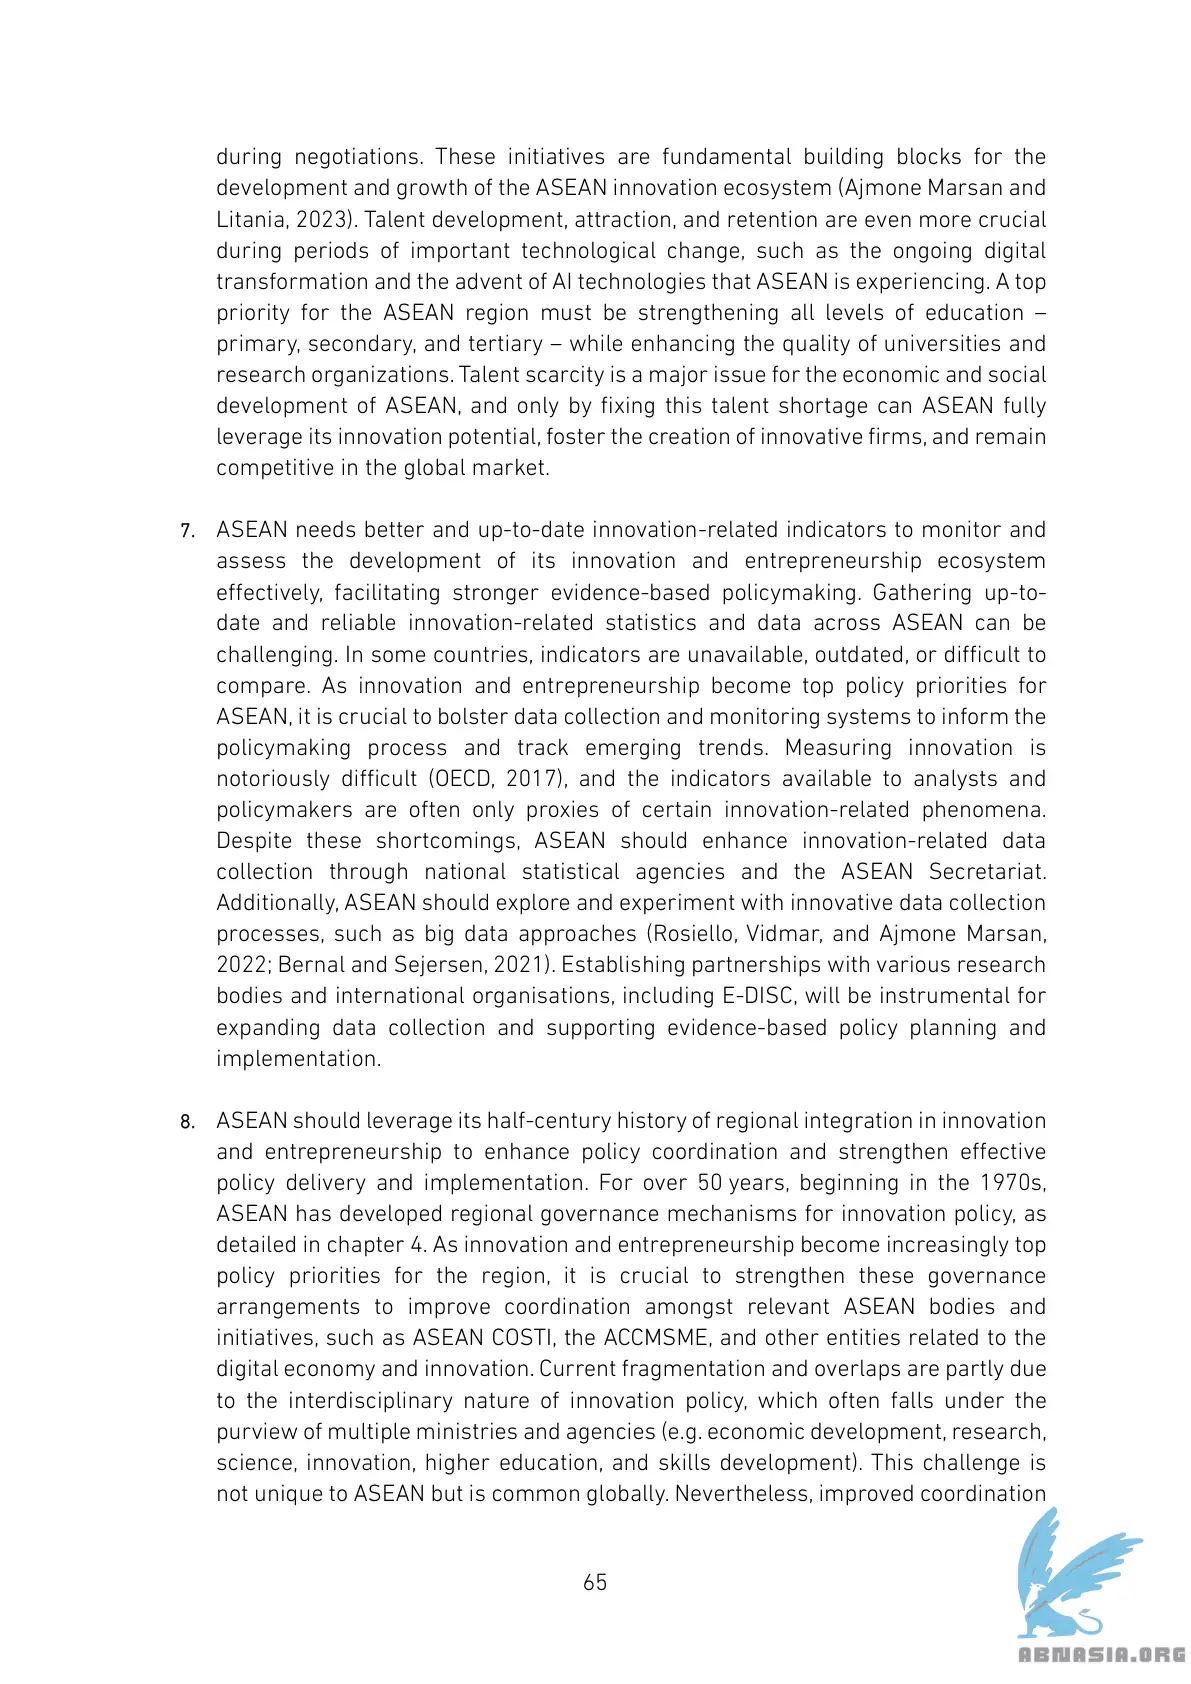 during negotiations. These initiatives are fundamental building blocks for the
development and growth of the ASEAN innovation ecosystem (Ajmone Marsan and
Litania, 2023). Talent development, attraction, and retention are even more crucial
during periods of important technological change, such as the ongoing digital
transformation and the advent of AI technologies that ASEAN is experiencing. A top
priority for the ASEAN region must be strengthening all levels of education –
primary, secondary, and tertiary – while enhancing the quality of universities and
research organizations. Talent scarcity is a major issue for the economic and social
development of ASEAN, and only by fixing this talent shortage can ASEAN fully
leverage its innovation potential, foster the creation of innovative firms, and remain
competitive in the global market.
7. ASEAN needs better and up-to-date innovation-related indicators to monitor and
assess the development of its innovation and entrepreneurship ecosystem
effectively, facilitating stronger evidence-based policymaking. Gathering up-to-
date and reliable innovation-related statistics and data across ASEAN can be
challenging. In some countries, indicators are unavailable, outdated, or difficult to
compare. As innovation and entrepreneurship become top policy priorities for
ASEAN, it is crucial to bolster data collection and monitoring systems to inform the
policymaking process and track emerging trends. Measuring innovation is
notoriously difficult (OECD, 2017), and the indicators available to analysts and
policymakers are often only proxies of certain innovation-related phenomena.
Despite these shortcomings, ASEAN should enhance innovation-related data
collection through national statistical agencies and the ASEAN Secretariat.
Additionally, ASEAN should explore and experiment with innovative data collection
processes, such as big data approaches (Rosiello, Vidmar, and Ajmone Marsan,
2022; Bernal and Sejersen, 2021). Establishing partnerships with various research
bodies and international organisations, including E-DISC, will be instrumental for
expanding data collection and supporting evidence-based policy planning and
implementation.
8. ASEAN should leverage its half-century history of regional integration in innovation
and entrepreneurship to enhance policy coordination and strengthen effective
policy delivery and implementation. For over 50 years, beginning in the 1970s,
ASEAN has developed regional governance mechanisms for innovation policy, as
detailed in chapter 4. As innovation and entrepreneurship become increasingly top
policy priorities for the region, it is crucial to strengthen these governance
arrangements to improve coordination amongst relevant ASEAN bodies and
initiatives, such as ASEAN COSTI, the ACCMSME, and other entities related to the
digital economy and innovation. Current fragmentation and overlaps are partly due
to the interdisciplinary nature of innovation policy, which often falls under the
purview of multiple ministries and agencies (e.g. economic development, research,
science, innovation, higher education, and skills development). This challenge is
not unique to ASEAN but is common globally. Nevertheless, improved coordination
65
ABNASIA.ORG